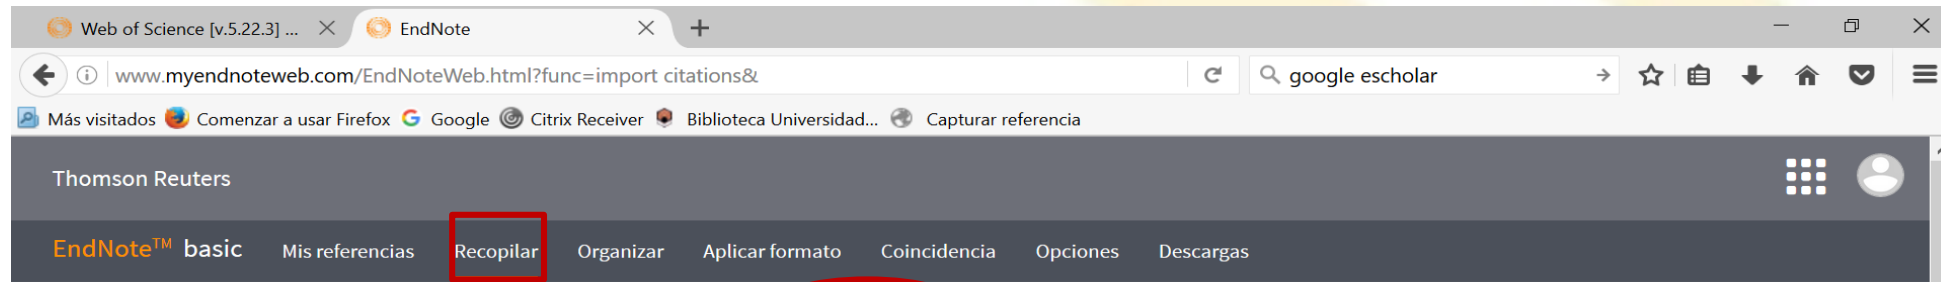 Web of Science [v.5.22.3] ... EndNote
www.myendnoteweb.com/EndNoteWeb.html?func=import citations& google escholar
Más visitados Comenzar a usar Firefox Google Citrix Receiver Biblioteca Universidad... Capturar referencia
Thomson Reuters
EndNote™ basic Mis referencias Recopilar Organizar Aplicar formato Coincidencia Opciones Descargas